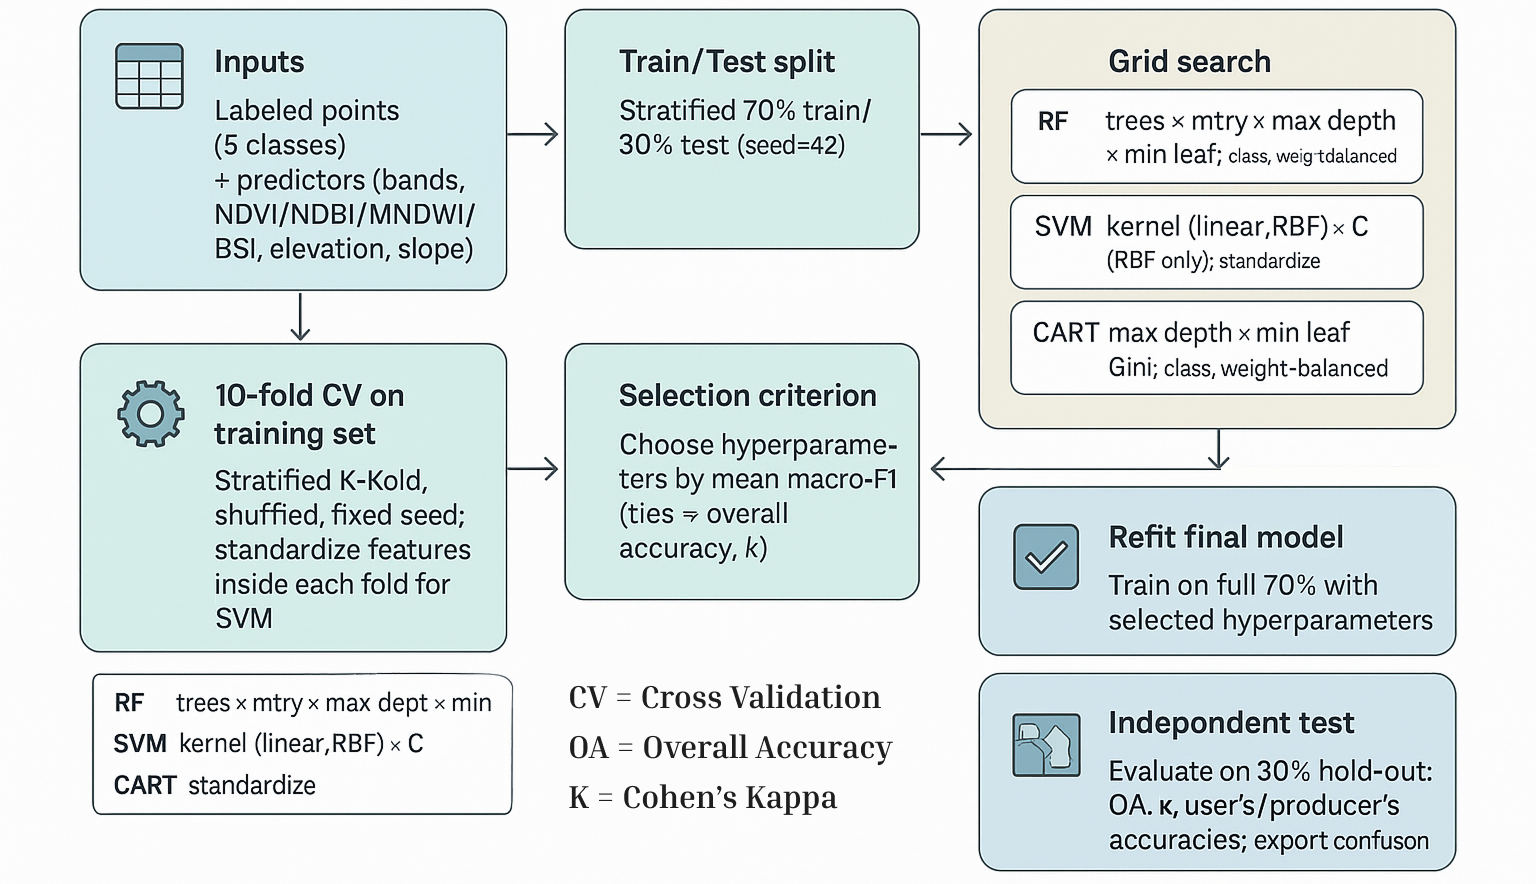 Inputs
Labeled points
(5 classes)
+ predictors (bands,
NDVI/NDBI/MNDWI/
BSI, elevation, slope)
Train/Test split
Stratified 70% train/
30% test (seed=42)
Grid search
RF trees × mtry × max depth
× min leaf; class, weigtdalanced
SVM kernel (linear,RBF) × C
(RBF only); standardize
CART max depth × min leaf
Gini; class, weight-balanced
10-fold CV on
training set
Stratified K-Kold,
shuffied, fixed seed;
standardize features
inside each fold for
SVM
Selection criterion
Choose hyperparame-
ters by mean macro-F1
(ties overall
accuracy, k)
Refit final model
Train on full 70% with
selected hyperparameters
RF trees × mtry × max dept × min
SVM kernel (linear,RBF) × C
CART standardize
CV = Cross Validation
OA = Overall Accuracy
K = Cohen's Kappa
Indepondent test
Evaluate on 30% hold-out:
OA. κ, user's/producer's
accuracies; export confuson